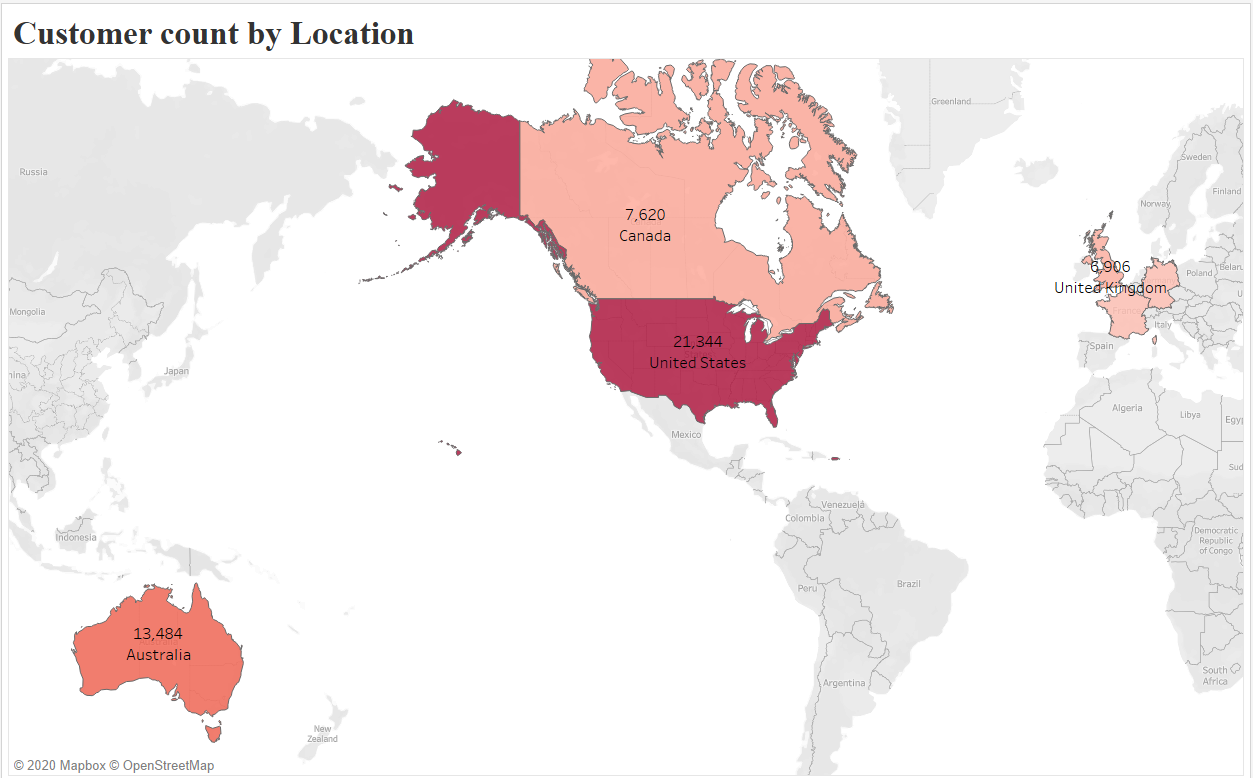 Customer count by Location
Greenland
Russia
Sweden
Finland
Norway
7,620
Canada
6,906
United Kingdom
Poland
Belan.
Mongolia
France
Italy
21,344
United States
Spain
Japan
Mexico
Algeria
Libya
Venezuela
Colombia
Indonesia
Democratic
Republic
of Congo
Peru
Brazil
13,484
Australia
South
Africa
Argentina
New
Zealand
© 2020 Mapbox © OpenStreetMap